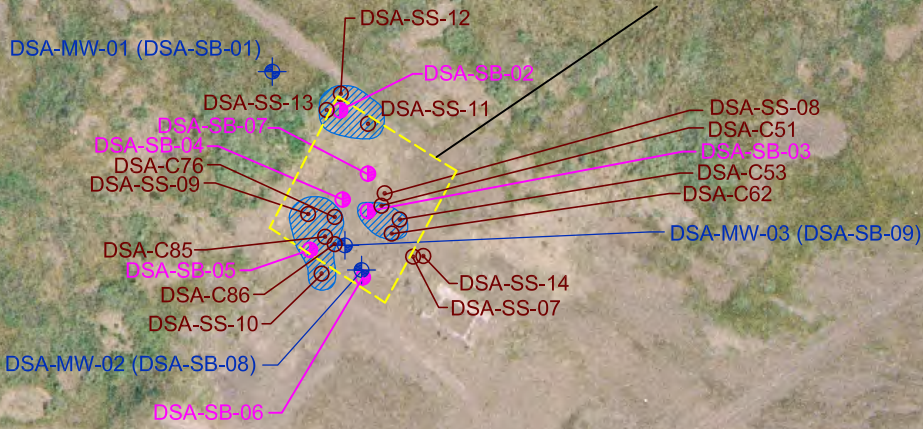 DSA-SS-12
DSA-MW-01 (DSA-SB-01)
DSA-SB-02
DSA-SS-13
DSA-SS-11
DSA-SS-08
DSA-SB-07
DSA-C51
DSA-SB-04
DSA-SB-03
DSA-C76
DSA-C53
DSA-SS-09
DSA-C62
DSA-MW-03 (DSA-SB-09)
DSA-C85
DSA-SB-05
DSA-SS-14
DSA-C86
DSA-SS-07
DSA-SS-10
DSA-MW-02 (DSA-SB-08)
DSA-SB-06